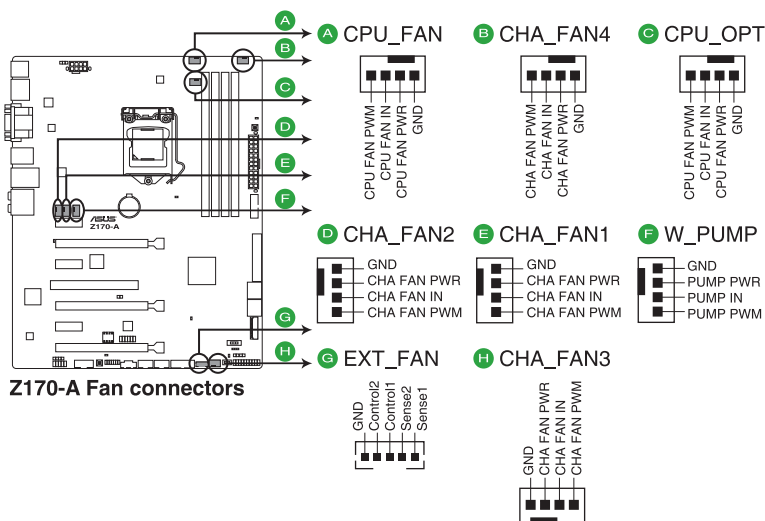 A
B
C
D
E
F
G
H
A CPU_FAN
CPU FAN PWM
CPU FAN IN
CPU FAN PWR
GND
B CHA_FAN4
CHA FAN PWM
CHA FAN IN
CHA FAN PWR
GND
C CPU_OPT
CPU FAN PWM
CPU FAN IN
CPU FAN PWR
GND
D CHA_FAN2
GND
CHA FAN PWR
CHA FAN IN
CHA FAN PWM
E CHA_FAN1
GND
CHA FAN PWR
CHA FAN IN
CHA FAN PWM
F W_PUMP
GND
PUMP PWR
PUMP IN
PUMP PWM
G EXT_FAN
GND
Control2
Control1
Sense2
Sense1
H CHA_FAN3
GND
CHA FAN PWR
CHA FAN IN
CHA FAN PWM
ASUS
Z170-A
Z170-A Fan connectors